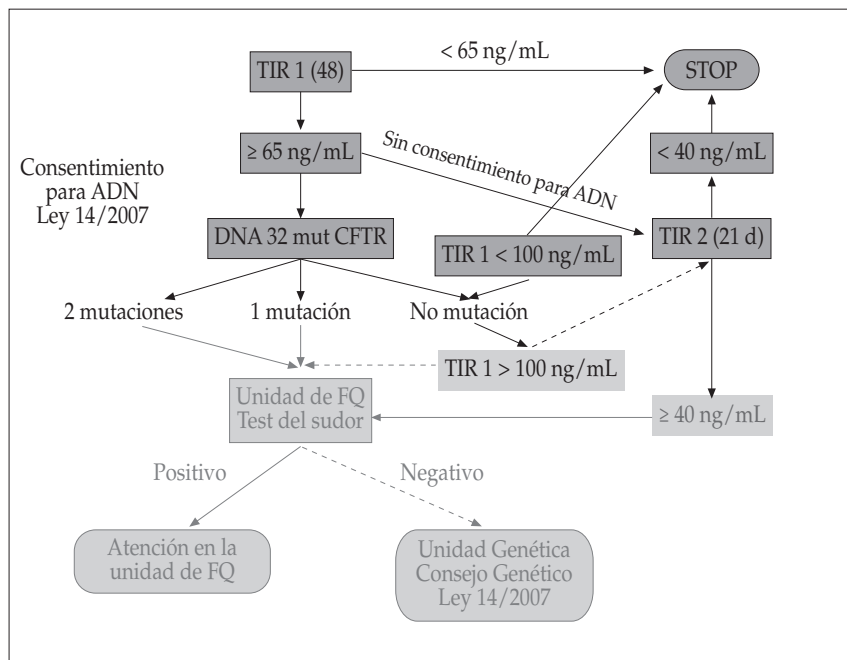 TIR 1 (48)
< 65 ng/mL
STOP
≥ 65 ng/mL
Sin consentimiento para ADN
< 40 ng/mL
Consentimiento
para ADN
Ley 14/2007
DNA 32 mut CFTR
TIR 1 < 100 ng/mL
TIR 2 (21 d)
2 mutaciones
1 mutación
No mutación
TIR 1 > 100 ng/mL
Unidad de FQ
Test del sudor
≥ 40 ng/mL
Positivo
Negativo
Atención en la
unidad de FQ
Unidad Genética
Consejo Genético
Ley 14/2007